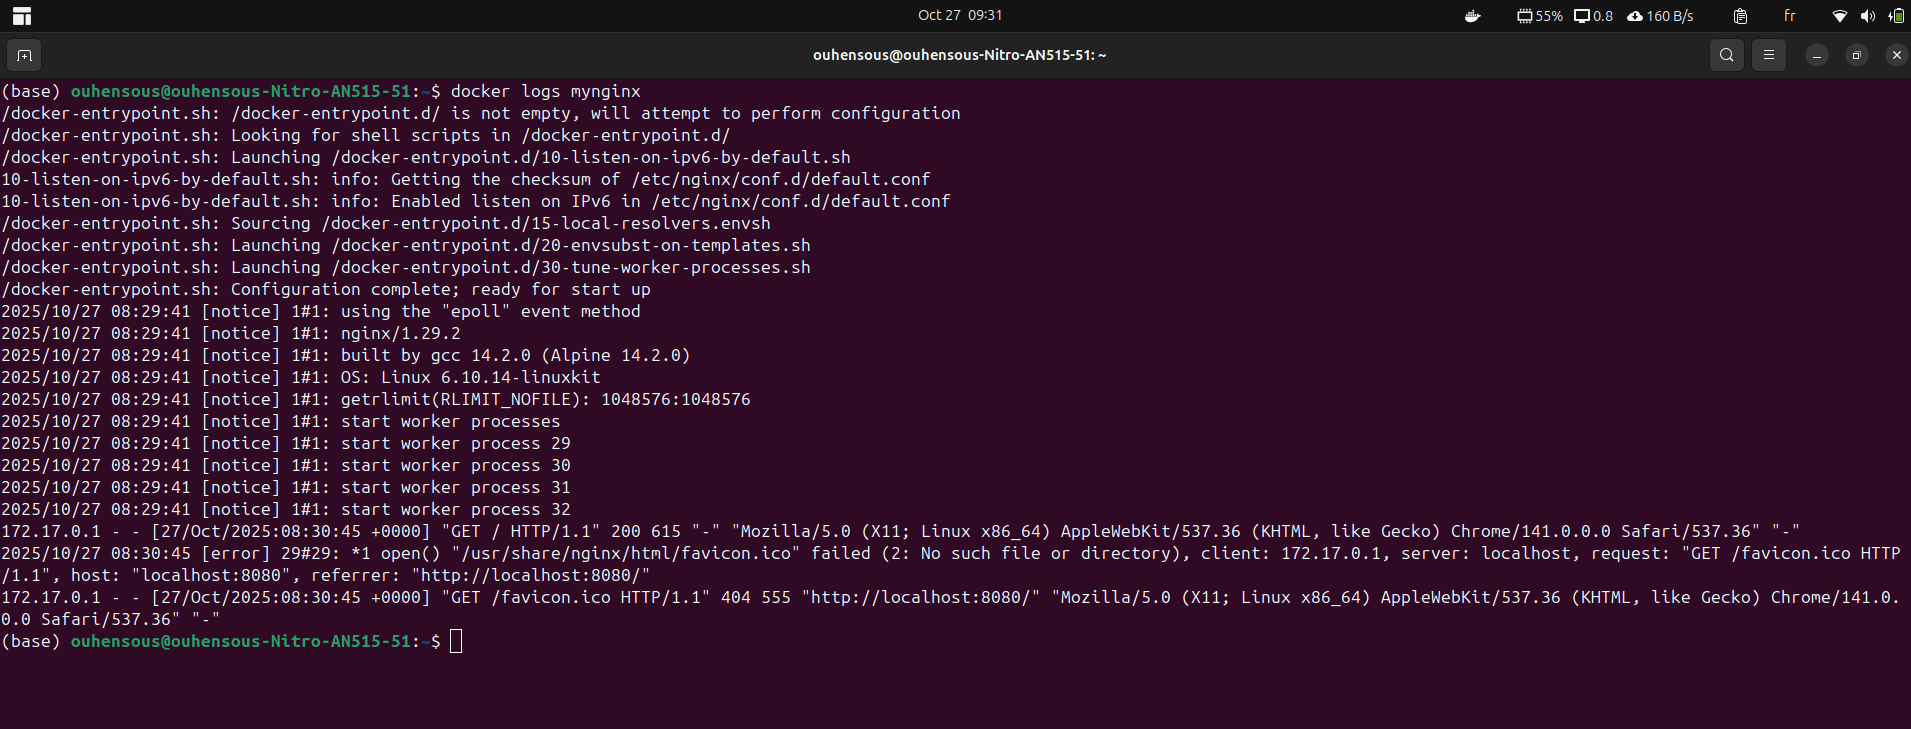 Oct 27 09:31
55% 0.8 160 B/s fr
ouhensous@ouhensous-Nitro-AN515-51: ~
(base) ouhensous@ouhensous-Nitro-AN515-51:~$ docker logs mynginx
/docker-entrypoint.sh: /docker-entrypoint.d/ is not empty, will attempt to perform configuration
/docker-entrypoint.sh: Looking for shell scripts in /docker-entrypoint.d/
/docker-entrypoint.sh: Launching /docker-entrypoint.d/10-listen-on-ipv6-by-default.sh
10-listen-on-ipv6-by-default.sh: info: Getting the checksum of /etc/nginx/conf.d/default.conf
10-listen-on-ipv6-by-default.sh: info: Enabled listen on IPv6 in /etc/nginx/conf.d/default.conf
/docker-entrypoint.sh: Sourcing /docker-entrypoint.d/15-local-resolvers.envsh
/docker-entrypoint.sh: Launching /docker-entrypoint.d/20-envsubst-on-templates.sh
/docker-entrypoint.sh: Launching /docker-entrypoint.d/30-tune-worker-processes.sh
/docker-entrypoint.sh: Configuration complete; ready for start up
2025/10/27 08:29:41 [notice] 1#1: using the "epoll" event method
2025/10/27 08:29:41 [notice] 1#1: nginx/1.29.2
2025/10/27 08:29:41 [notice] 1#1: built by gcc 14.2.0 (Alpine 14.2.0)
2025/10/27 08:29:41 [notice] 1#1: OS: Linux 6.10.14-linuxkit
2025/10/27 08:29:41 [notice] 1#1: getrlimit(RLIMIT_NOFILE): 1048576:1048576
2025/10/27 08:29:41 [notice] 1#1: start worker processes
2025/10/27 08:29:41 [notice] 1#1: start worker process 29
2025/10/27 08:29:41 [notice] 1#1: start worker process 30
2025/10/27 08:29:41 [notice] 1#1: start worker process 31
2025/10/27 08:29:41 [notice] 1#1: start worker process 32
172.17.0.1 - - [27/Oct/2025:08:30:45 +0000] "GET / HTTP/1.1" 200 615 "-" "Mozilla/5.0 (X11; Linux x86_64) AppleWebKit/537.36 (KHTML, like Gecko) Chrome/141.0.0.0 Safari/537.36" "-"
2025/10/27 08:30:45 [error] 29#29: *1 open() "/usr/share/nginx/html/favicon.ico" failed (2: No such file or directory), client: 172.17.0.1, server: localhost, request: "GET /favicon.ico HTTP
/1.1", host: "localhost:8080", referrer: "http://localhost:8080/"
172.17.0.1 - - [27/Oct/2025:08:30:45 +0000] "GET /favicon.ico HTTP/1.1" 404 555 "http://localhost:8080/" "Mozilla/5.0 (X11; Linux x86_64) AppleWebKit/537.36 (KHTML, like Gecko) Chrome/141.0.
0.0 Safari/537.36" "-"
(base) ouhensous@ouhensous-Nitro-AN515-51:~$